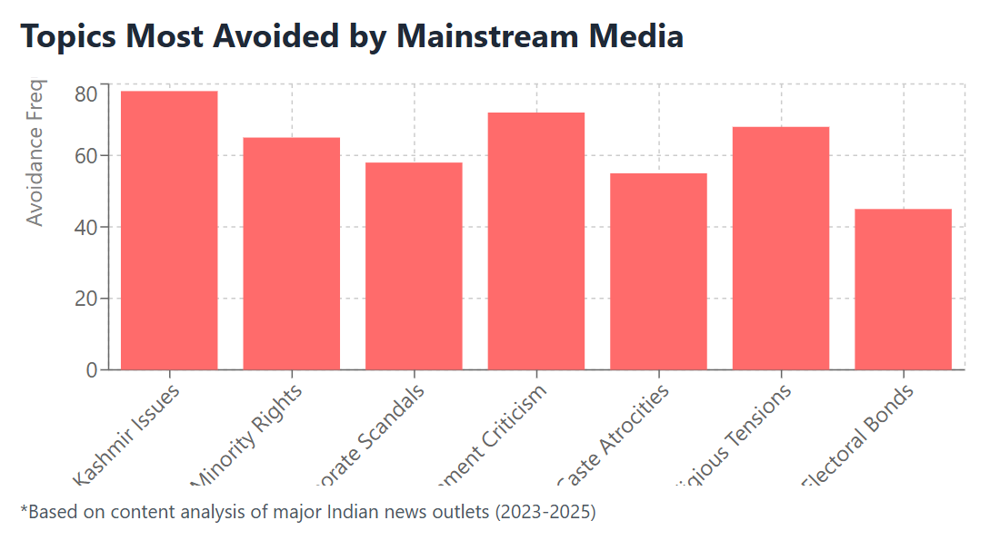 Topics Most Avoided by Mainstream Media
Avoidance Freq
80
60
40
20
0
Kashmir Issues
Minority Rights
Scandals
Criticism
Caste Atrocities
Tensions
Electoral Bonds
*Based on content analysis of major Indian news outlets (2023-2025)